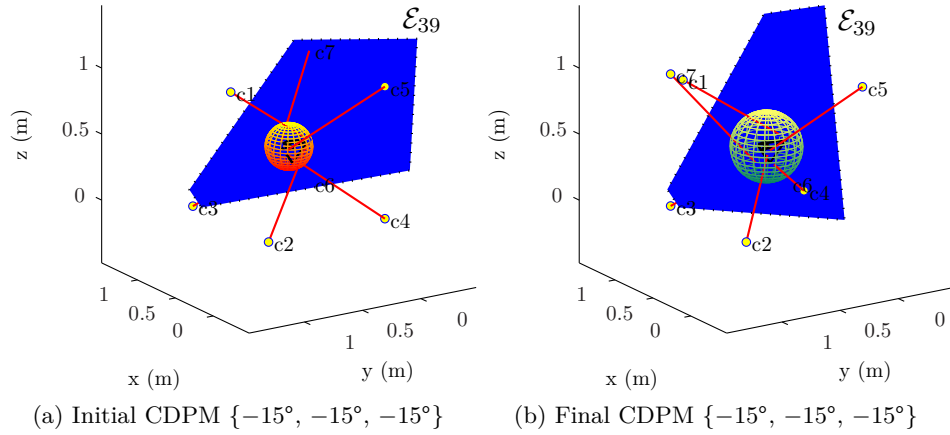 ℰ39
c7
c1
c5
c6
c3
c4
c2
z (m)
1
0.5
0
1
0.5
0
x (m)
1
0.5
0
y (m)
(a) Initial CDPM {−15°, −15°, −15°}
ℰ39
c7
c1
c5
c6
c4
c3
c2
z (m)
1
0.5
0
1
0.5
0
x (m)
1
0.5
0
y (m)
(b) Final CDPM {−15°, −15°, −15°}